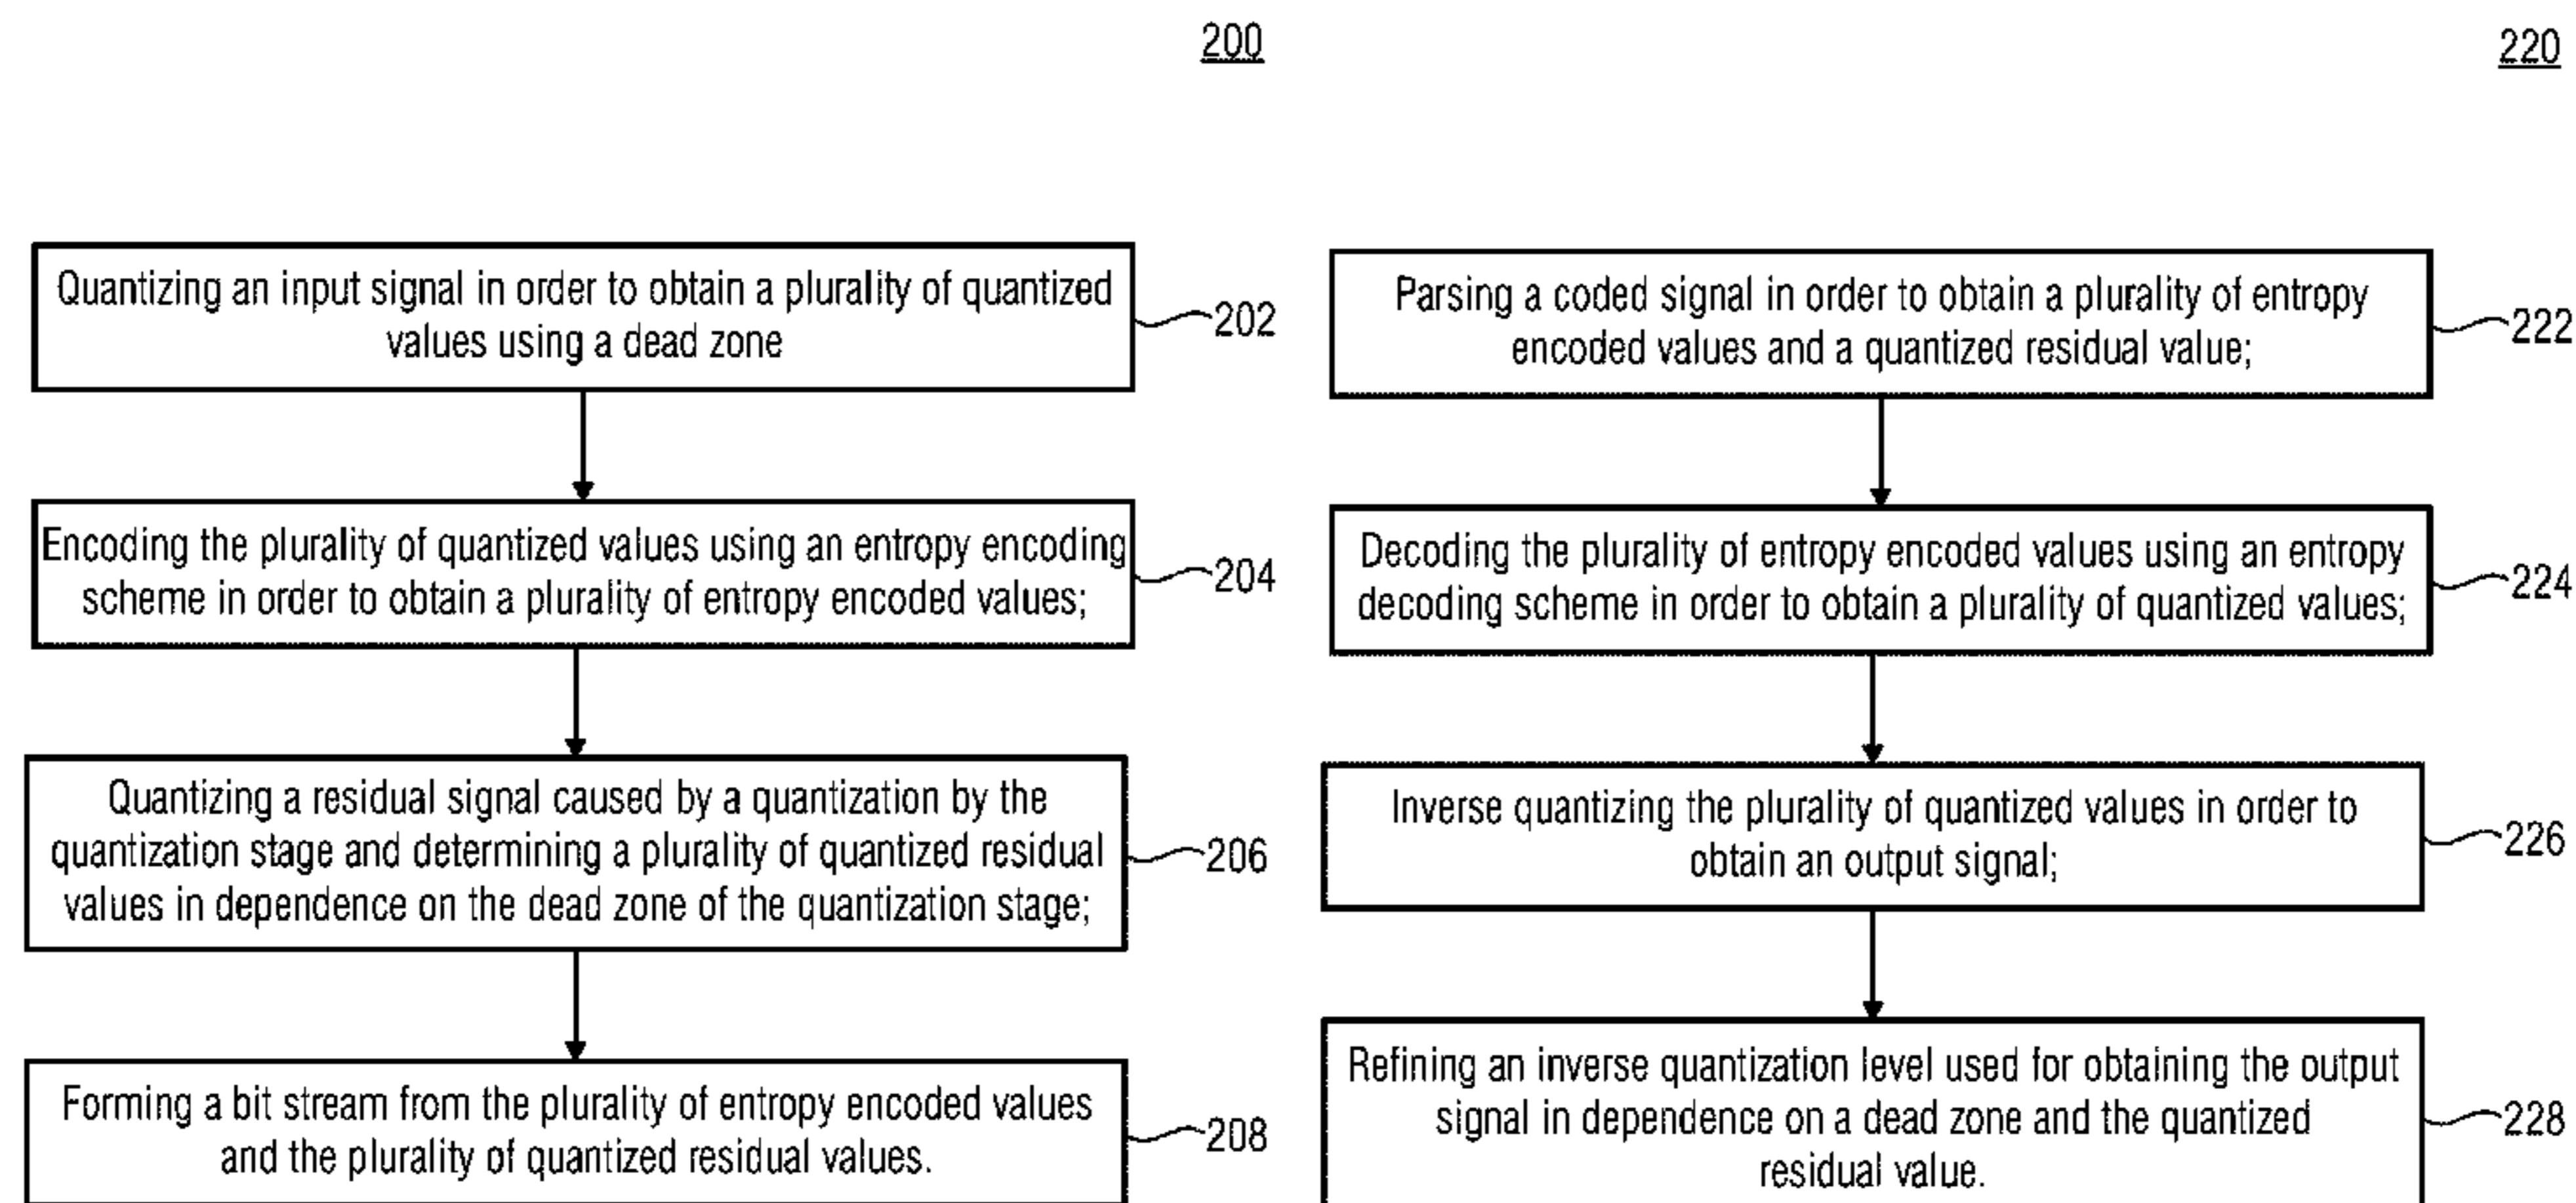 200
Quantizing an input signal in order to obtain a plurality of quantized
values using a dead zone
202
Encoding the plurality of quantized values using an entropy encoding
scheme in order to obtain a plurality of entropy encoded values;
204
Quantizing a residual signal caused by a quantization by the
quantization stage and determining a plurality of quantized residual
values in dependence on the dead zone of the quantization stage;
206
Forming a bit stream from the plurality of entropy encoded values
and the plurality of quantized residual values.
208
220
Parsing a coded signal in order to obtain a plurality of entropy
encoded values and a quantized residual value;
222
Decoding the plurality of entropy encoded values using an entropy
decoding scheme in order to obtain a plurality of quantized values;
224
Inverse quantizing the plurality of quantized values in order to
obtain an output signal;
226
Refining an inverse quantization level used for obtaining the output
signal in dependence on a dead zone and the quantized
residual value.
228